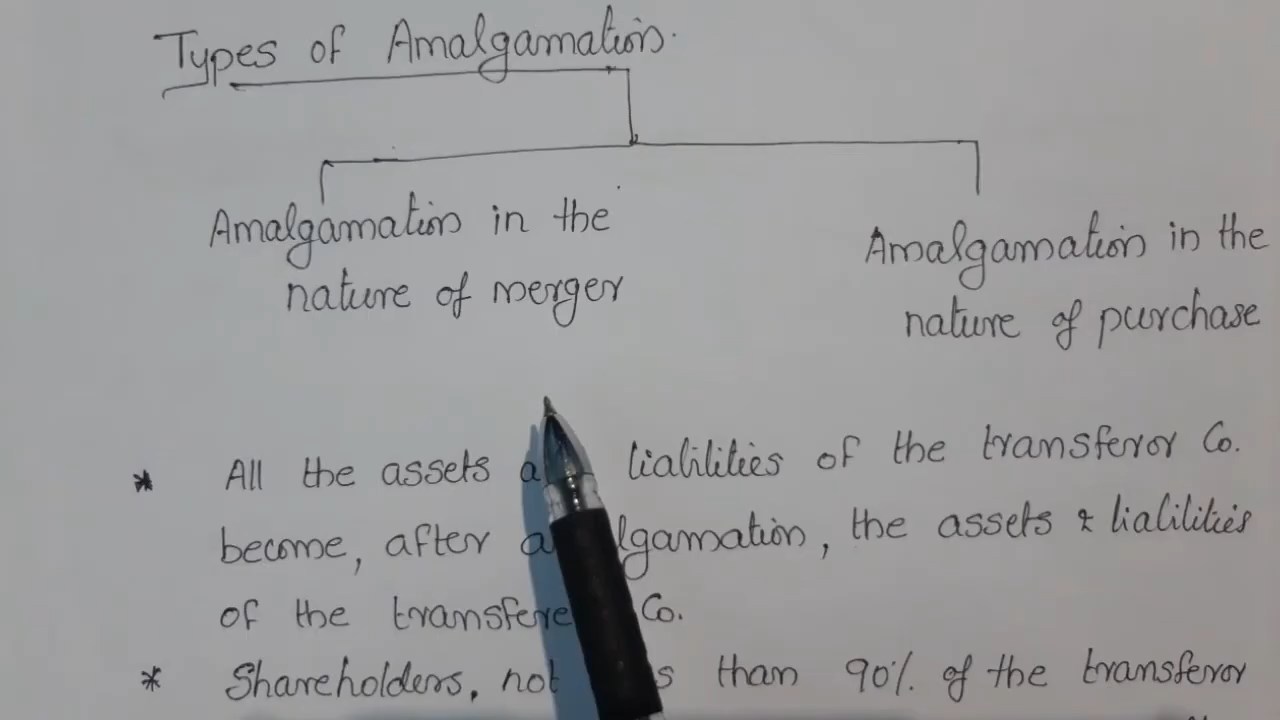 Types of Amalgamation.
Amalgamation in the
nature of merger
Amalgamation in the
nature of purchase
* All the assets a liabilities of the transferor Co.
become, after a lgamation, the assets & liabilities
of the transfere Co.
* Shareholders, not s than 90% of the transferor